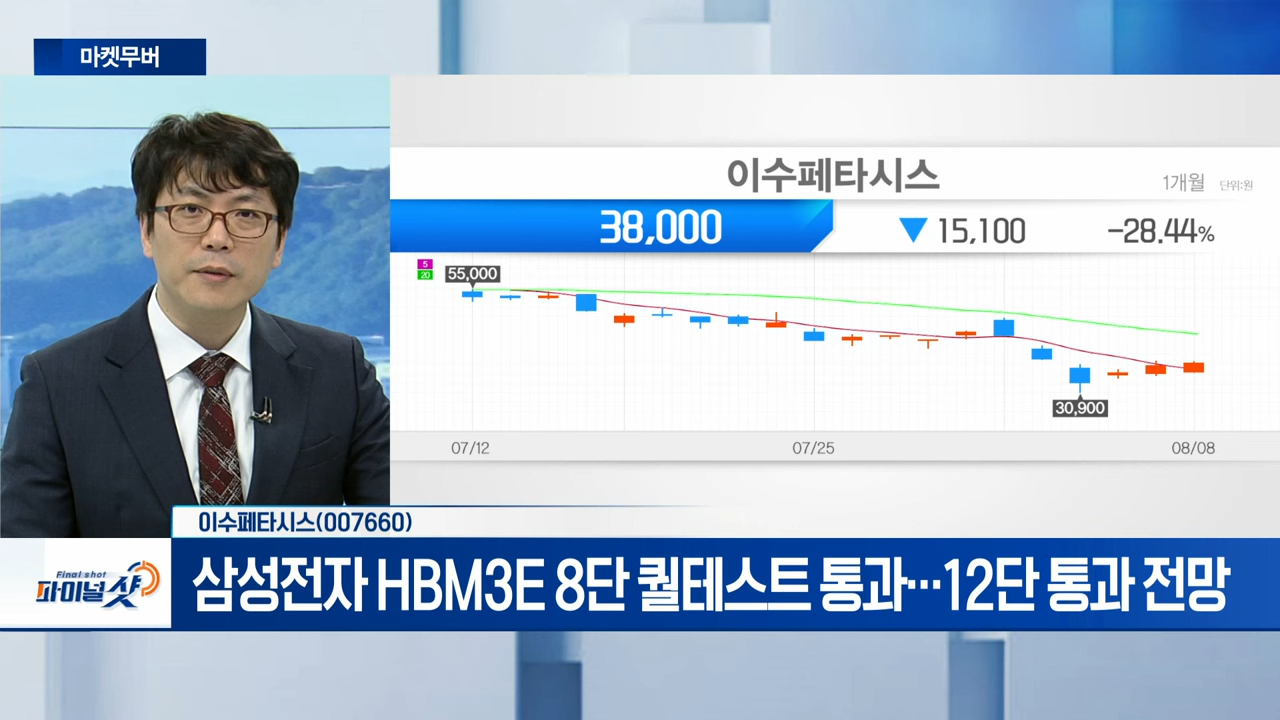 마켓무버
이수페타시스
1개월 단위:원
38,000 ▼ 15,100 -28.44%
5
20
55,000
30,900
07/12 07/25 08/08
이수페타시스(007660)
Final shot
파이널샷
삼성전자 HBM3E 8단 퀄테스트 통과…12단 통과 전망